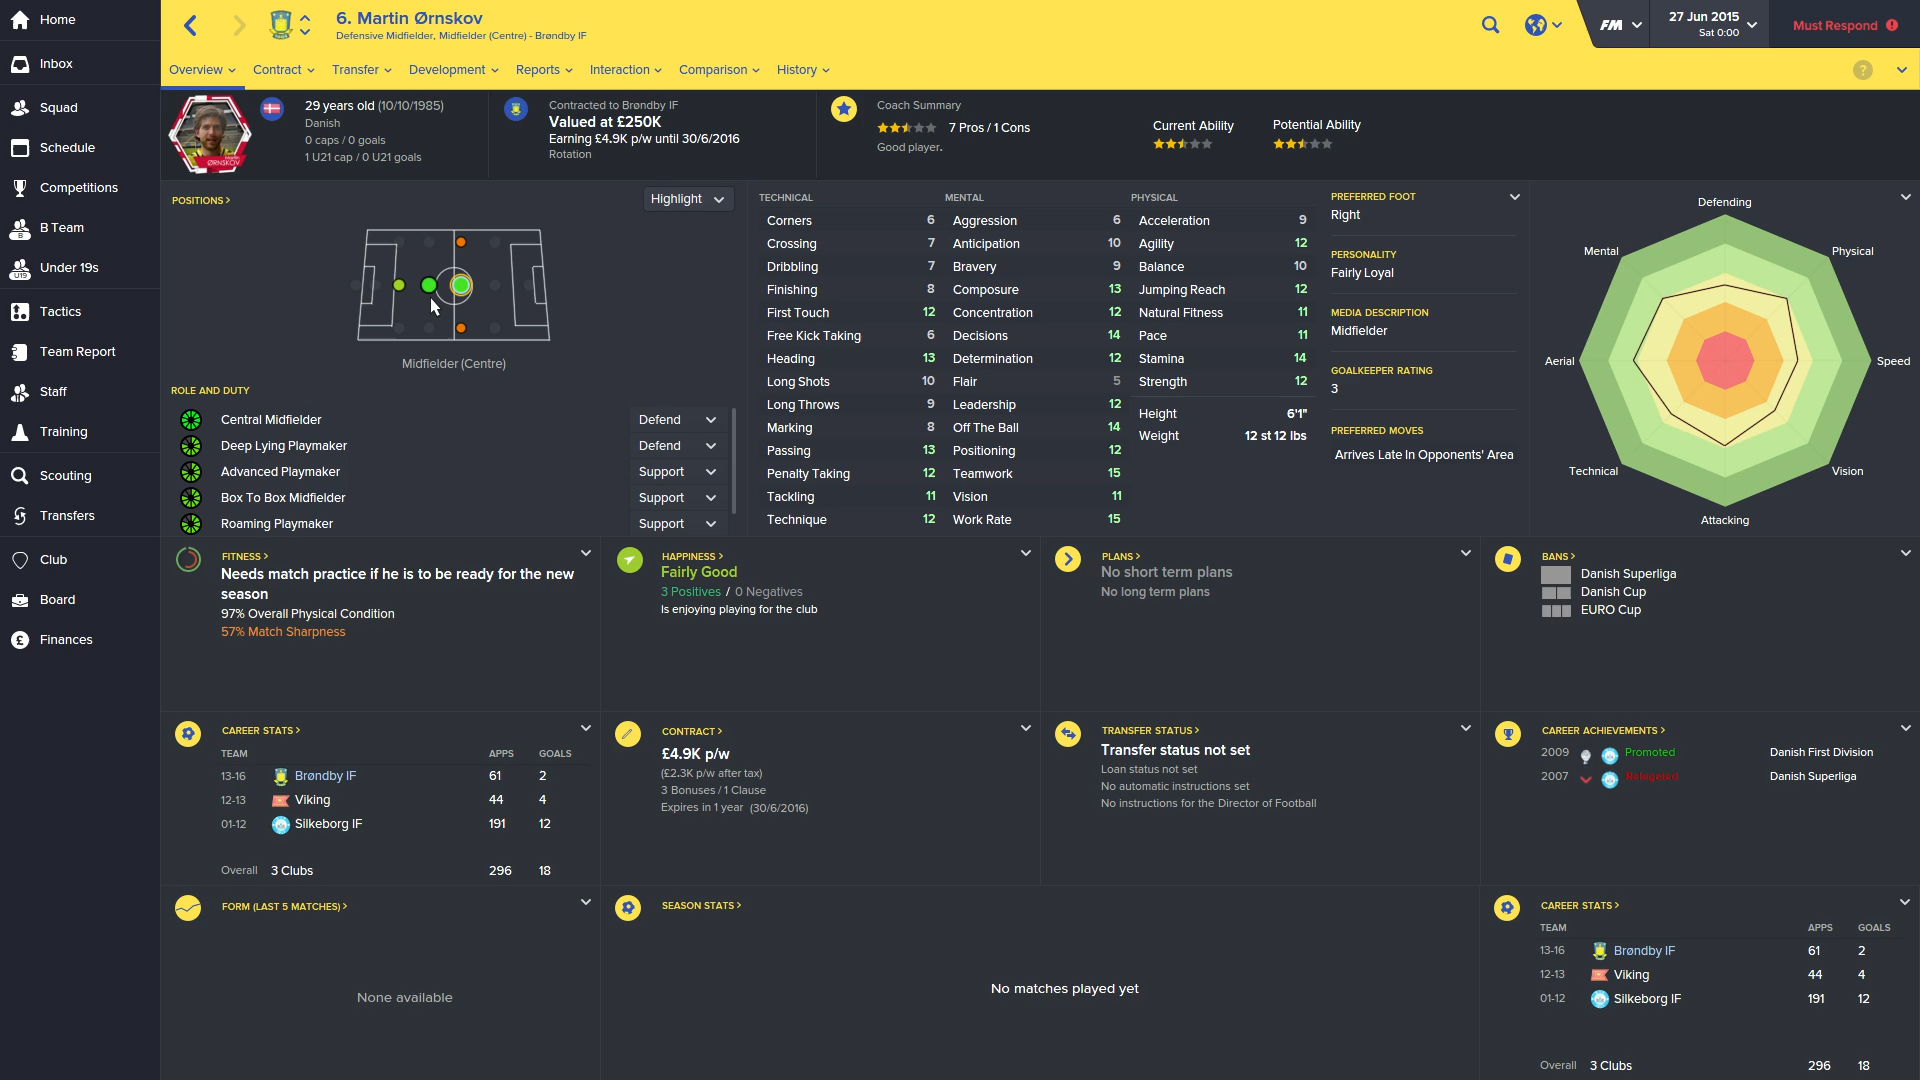 Home
Inbox
Squad
Schedule
Competitions
B Team
Under 19s
Tactics
Team Report
Staff
Training
Scouting
Transfers
Club
Board
Finances
6. Martin Ørnskov
Defensive Midfielder, Midfielder (Centre) - Brøndby IF
FM
27 Jun 2015
Sat 0:00
Must Respond
Overview Contract Transfer Development Reports Interaction Comparison History
29 years old (10/10/1985)
Danish
0 caps / 0 goals
1 U21 cap / 0 U21 goals
Contracted to Brøndby IF
Valued at £250K
Earning £4.9K p/w until 30/6/2016
Rotation
Coach Summary
7 Pros / 1 Cons
Good player.
Current Ability
Potential Ability
POSITIONS >
Highlight
Midfielder (Centre)
ROLE AND DUTY
Central Midfielder Defend
Deep Lying Playmaker Defend
Advanced Playmaker Support
Box To Box Midfielder Support
Roaming Playmaker Support
TECHNICAL
Corners 6
Crossing 7
Dribbling 7
Finishing 8
First Touch 12
Free Kick Taking 6
Heading 13
Long Shots 10
Long Throws 9
Marking 8
Passing 13
Penalty Taking 12
Tackling 11
Technique 12
MENTAL
Aggression 6
Anticipation 10
Bravery 9
Composure 13
Concentration 12
Decisions 14
Determination 12
Flair 5
Leadership 12
Off The Ball 14
Positioning 12
Teamwork 15
Vision 11
Work Rate 15
PHYSICAL
Acceleration 9
Agility 12
Balance 10
Jumping Reach 12
Natural Fitness 11
Pace 11
Stamina 14
Strength 12
Height 6'1"
Weight 12 st 12 lbs
PREFERRED FOOT
Right
PERSONALITY
Fairly Loyal
MEDIA DESCRIPTION
Midfielder
GOALKEEPER RATING
3
PREFERRED MOVES
Arrives Late In Opponents' Area
Defending
Physical
Speed
Vision
Attacking
Technical
Aerial
Mental
FITNESS >
Needs match practice if he is to be ready for the new
season
97% Overall Physical Condition
57% Match Sharpness
HAPPINESS >
Fairly Good
3 Positives / 0 Negatives
Is enjoying playing for the club
PLANS >
No short term plans
No long term plans
BANS >
Danish Superliga
Danish Cup
EURO Cup
CAREER STATS >
TEAM APPS GOALS
13-16 Brøndby IF 61 2
12-13 Viking 44 4
01-12 Silkeborg IF 191 12
Overall 3 Clubs 296 18
CONTRACT >
£4.9K p/w
(£2.3K p/w after tax)
3 Bonuses / 1 Clause
Expires in 1 year (30/6/2016)
TRANSFER STATUS >
Transfer status not set
Loan status not set
No automatic instructions set
No instructions for the Director of Football
CAREER ACHIEVEMENTS >
2009 Promoted Danish First Division
2007 Relegated Danish Superliga
FORM (LAST 5 MATCHES) >
None available
SEASON STATS >
No matches played yet
CAREER STATS >
TEAM APPS GOALS
13-16 Brøndby IF 61 2
12-13 Viking 44 4
01-12 Silkeborg IF 191 12
Overall 3 Clubs 296 18